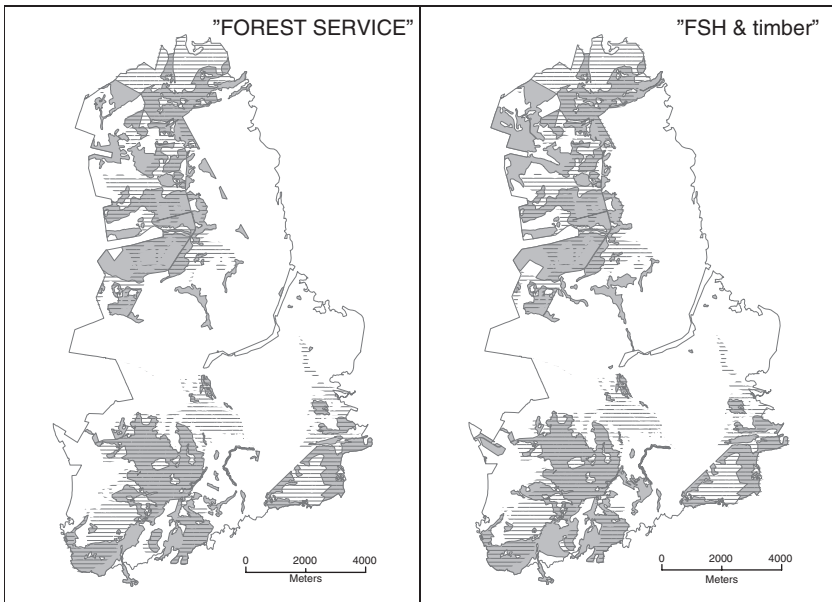 ”FOREST SERVICE”
0 2000 4000
Meters
”FSH & timber”
0 2000 4000
Meters